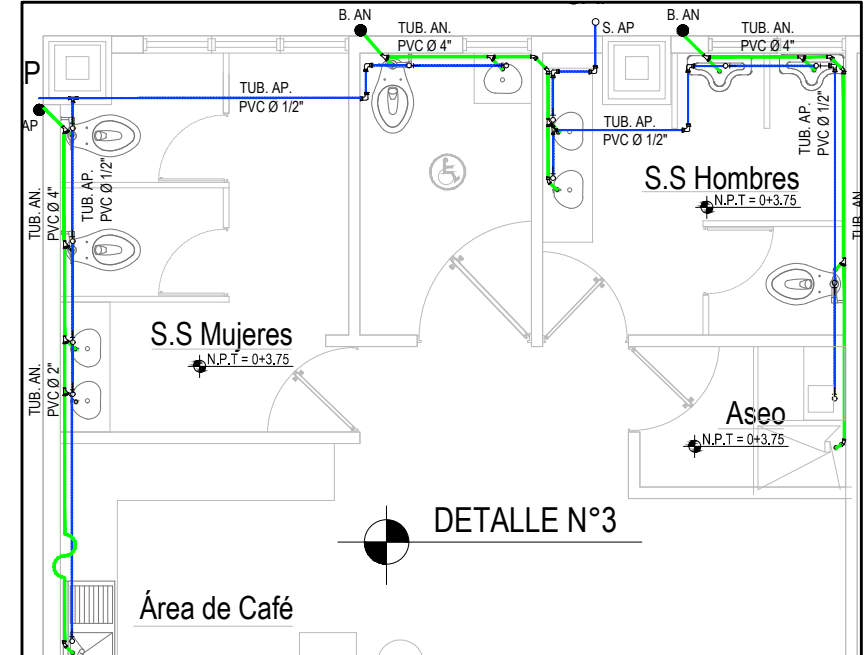 B. AN
TUB. AN.
PVC Ø 4"
S. AP
B. AN
TUB. AN.
PVC Ø 4"
P
AP
TUB. AP.
PVC Ø 1/2"
TUB. AP.
PVC Ø 1/2"
TUB. AP.
PVC Ø 1/2"
TUB. AN.
PVC Ø 4"
TUB. AP.
PVC Ø 1/2"
S.S Hombres
N.P.T = 0+3.75
TUB. AN.
S.S Mujeres
N.P.T = 0+3.75
TUB. AN.
PVC Ø 2"
Aseo
N.P.T = 0+3.75
DETALLE N°3
Área de Café